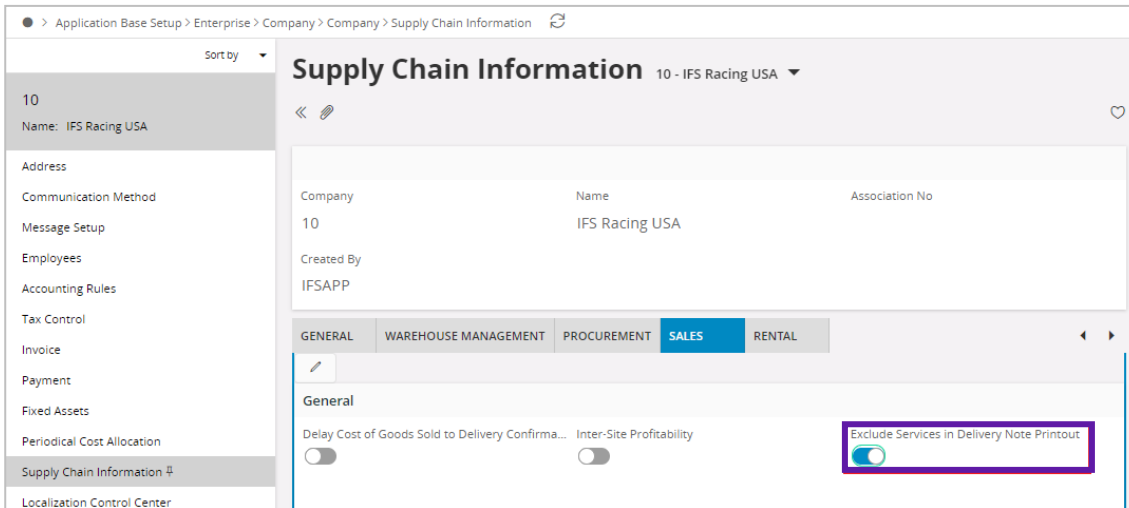 > Application Base Setup > Enterprise > Company > Company > Supply Chain Information
Sort by
10
Name: IFS Racing USA
Address
Communication Method
Message Setup
Employees
Accounting Rules
Tax Control
Invoice
Payment
Fixed Assets
Periodical Cost Allocation
Supply Chain Information
Localization Control Center
Supply Chain Information 10 - IFS Racing USA
Company Name Association No
10 IFS Racing USA
Created By
IFSAPP
GENERAL WAREHOUSE MANAGEMENT PROCUREMENT SALES RENTAL
General
Delay Cost of Goods Sold to Delivery Confirma... Inter-Site Profitability Exclude Services in Delivery Note Printout